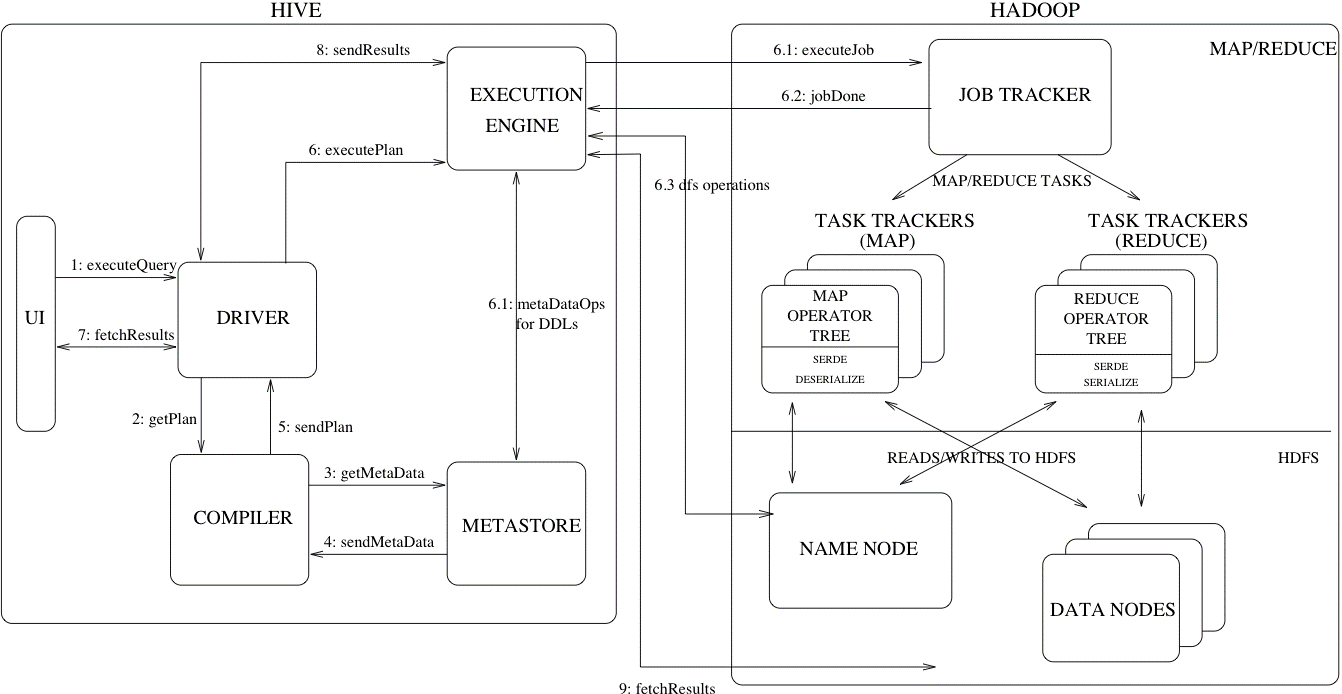 HIVE
HADOOP
MAP/REDUCE
8: sendResults
6.1: executeJob
EXECUTION
ENGINE
JOB TRACKER
6.2: jobDone
6: executePlan
6.3 dfs operations
MAP/REDUCE TASKS
TASK TRACKERS
(MAP)
TASK TRACKERS
(REDUCE)
1: executeQuery
UI
DRIVER
7: fetchResults
6.1: metaDataOps
for DDLs
MAP
OPERATOR
TREE
SERDE
DESERIALIZE
REDUCE
OPERATOR
TREE
SERDE
SERIALIZE
2: getPlan
5: sendPlan
READS/WRITES TO HDFS
HDFS
3: getMetaData
COMPILER
METASTORE
4: sendMetaData
NAME NODE
DATA NODES
9: fetchResults